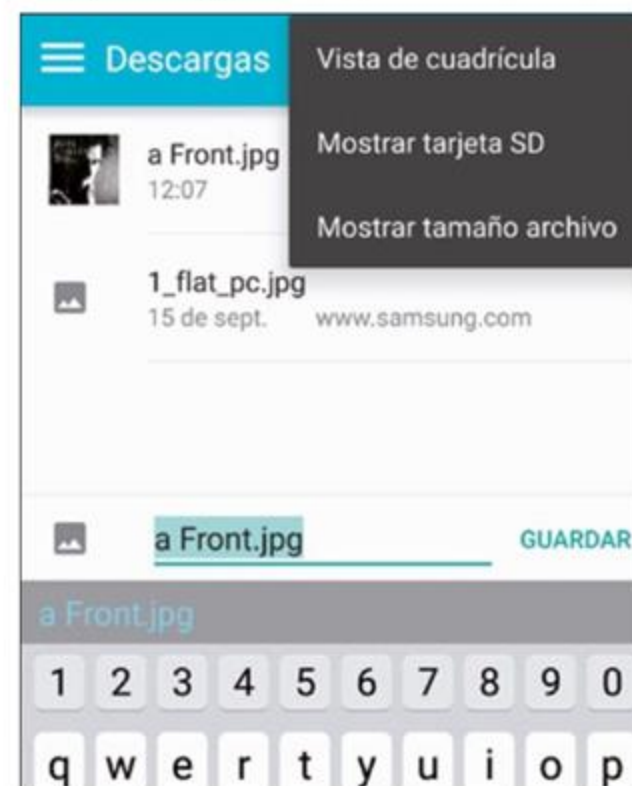 Descargas
Vista de cuadrícula
Mostrar tarjeta SD
Mostrar tamaño archivo
a Front.jpg
12:07
1_flat_pc.jpg
15 de sept. www.samsung.com
a Front.jpg GUARDAR
a Front.jpg
1 2 3 4 5 6 7 8 9 0
q w e r t y u i o p